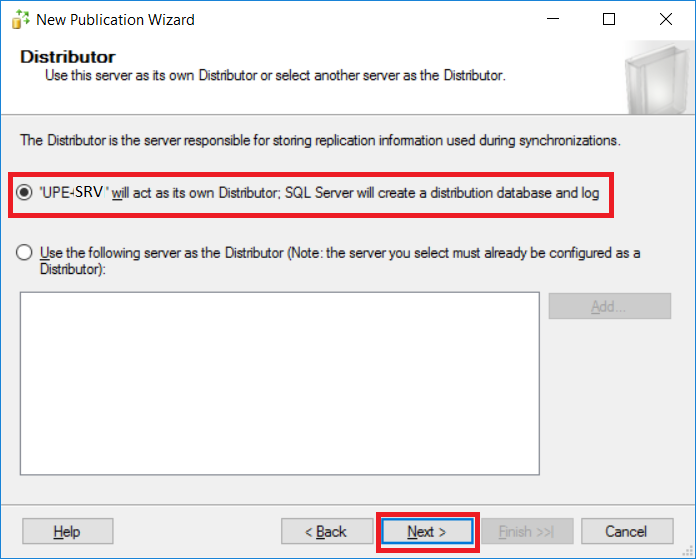 New Publication Wizard
Distributor
Use this server as its own Distributor or select another server as the Distributor.
The Distributor is the server responsible for storing replication information used during synchronizations.
'UPE-SRV' will act as its own Distributor; SQL Server will create a distribution database and log
Use the following server as the Distributor (Note: the server you select must already be configured as a
Distributor):
Add...
Help
< Back
Next >
Finish >>|
Cancel